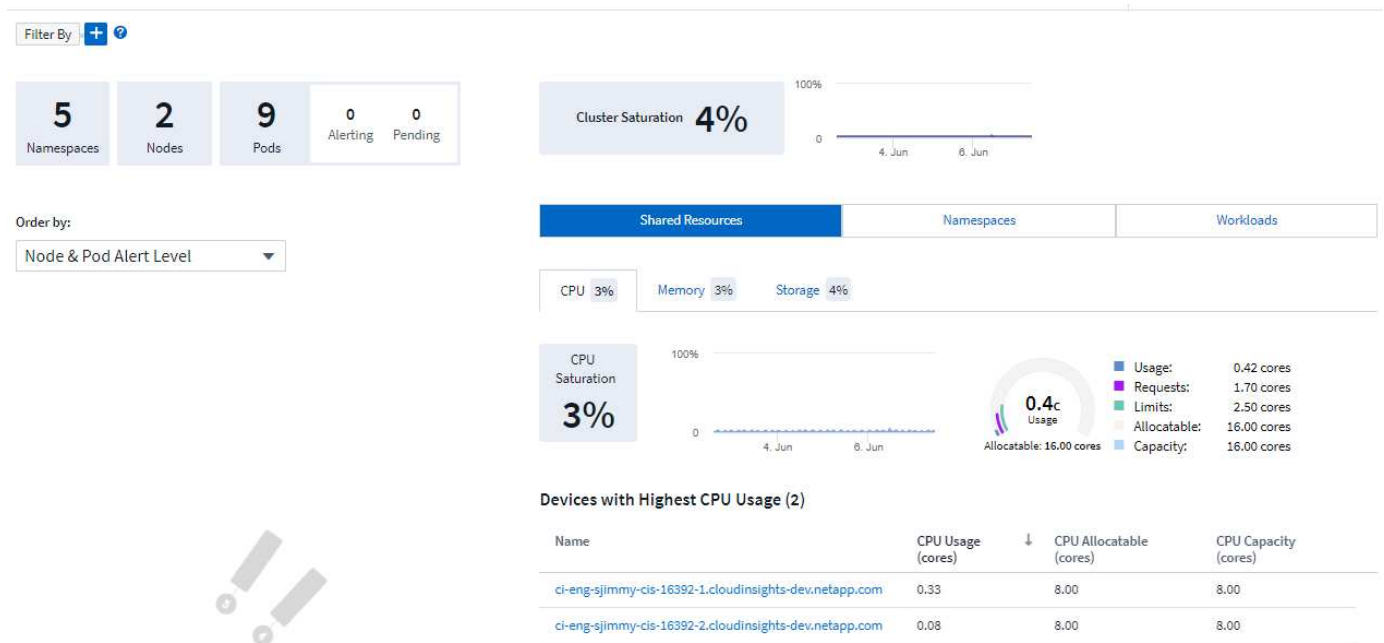 Filter By + ?
5
Namespaces
2
Nodes
9
Pods
0
Alerting
0
Pending
Cluster Saturation 4%
100%
0
4. Jun
6. Jun
Order by:
Node & Pod Alert Level
Shared Resources
Namespaces
Workloads
CPU 3%
Memory 3%
Storage 4%
CPU
Saturation
3%
100%
0
4. Jun
6. Jun
0.4c
Usage
Allocatable: 16.00 cores
Usage: 0.42 cores
Requests: 1.70 cores
Limits: 2.50 cores
Allocatable: 16.00 cores
Capacity: 16.00 cores
Devices with Highest CPU Usage (2)
Name
CPU Usage
(cores)
↓
CPU Allocatable
(cores)
CPU Capacity
(cores)
ci-eng-sjimmy-cis-16392-1.cloudinsights-dev.netapp.com 0.33 8.00 8.00
ci-eng-sjimmy-cis-16392-2.cloudinsights-dev.netapp.com 0.08 8.00 8.00